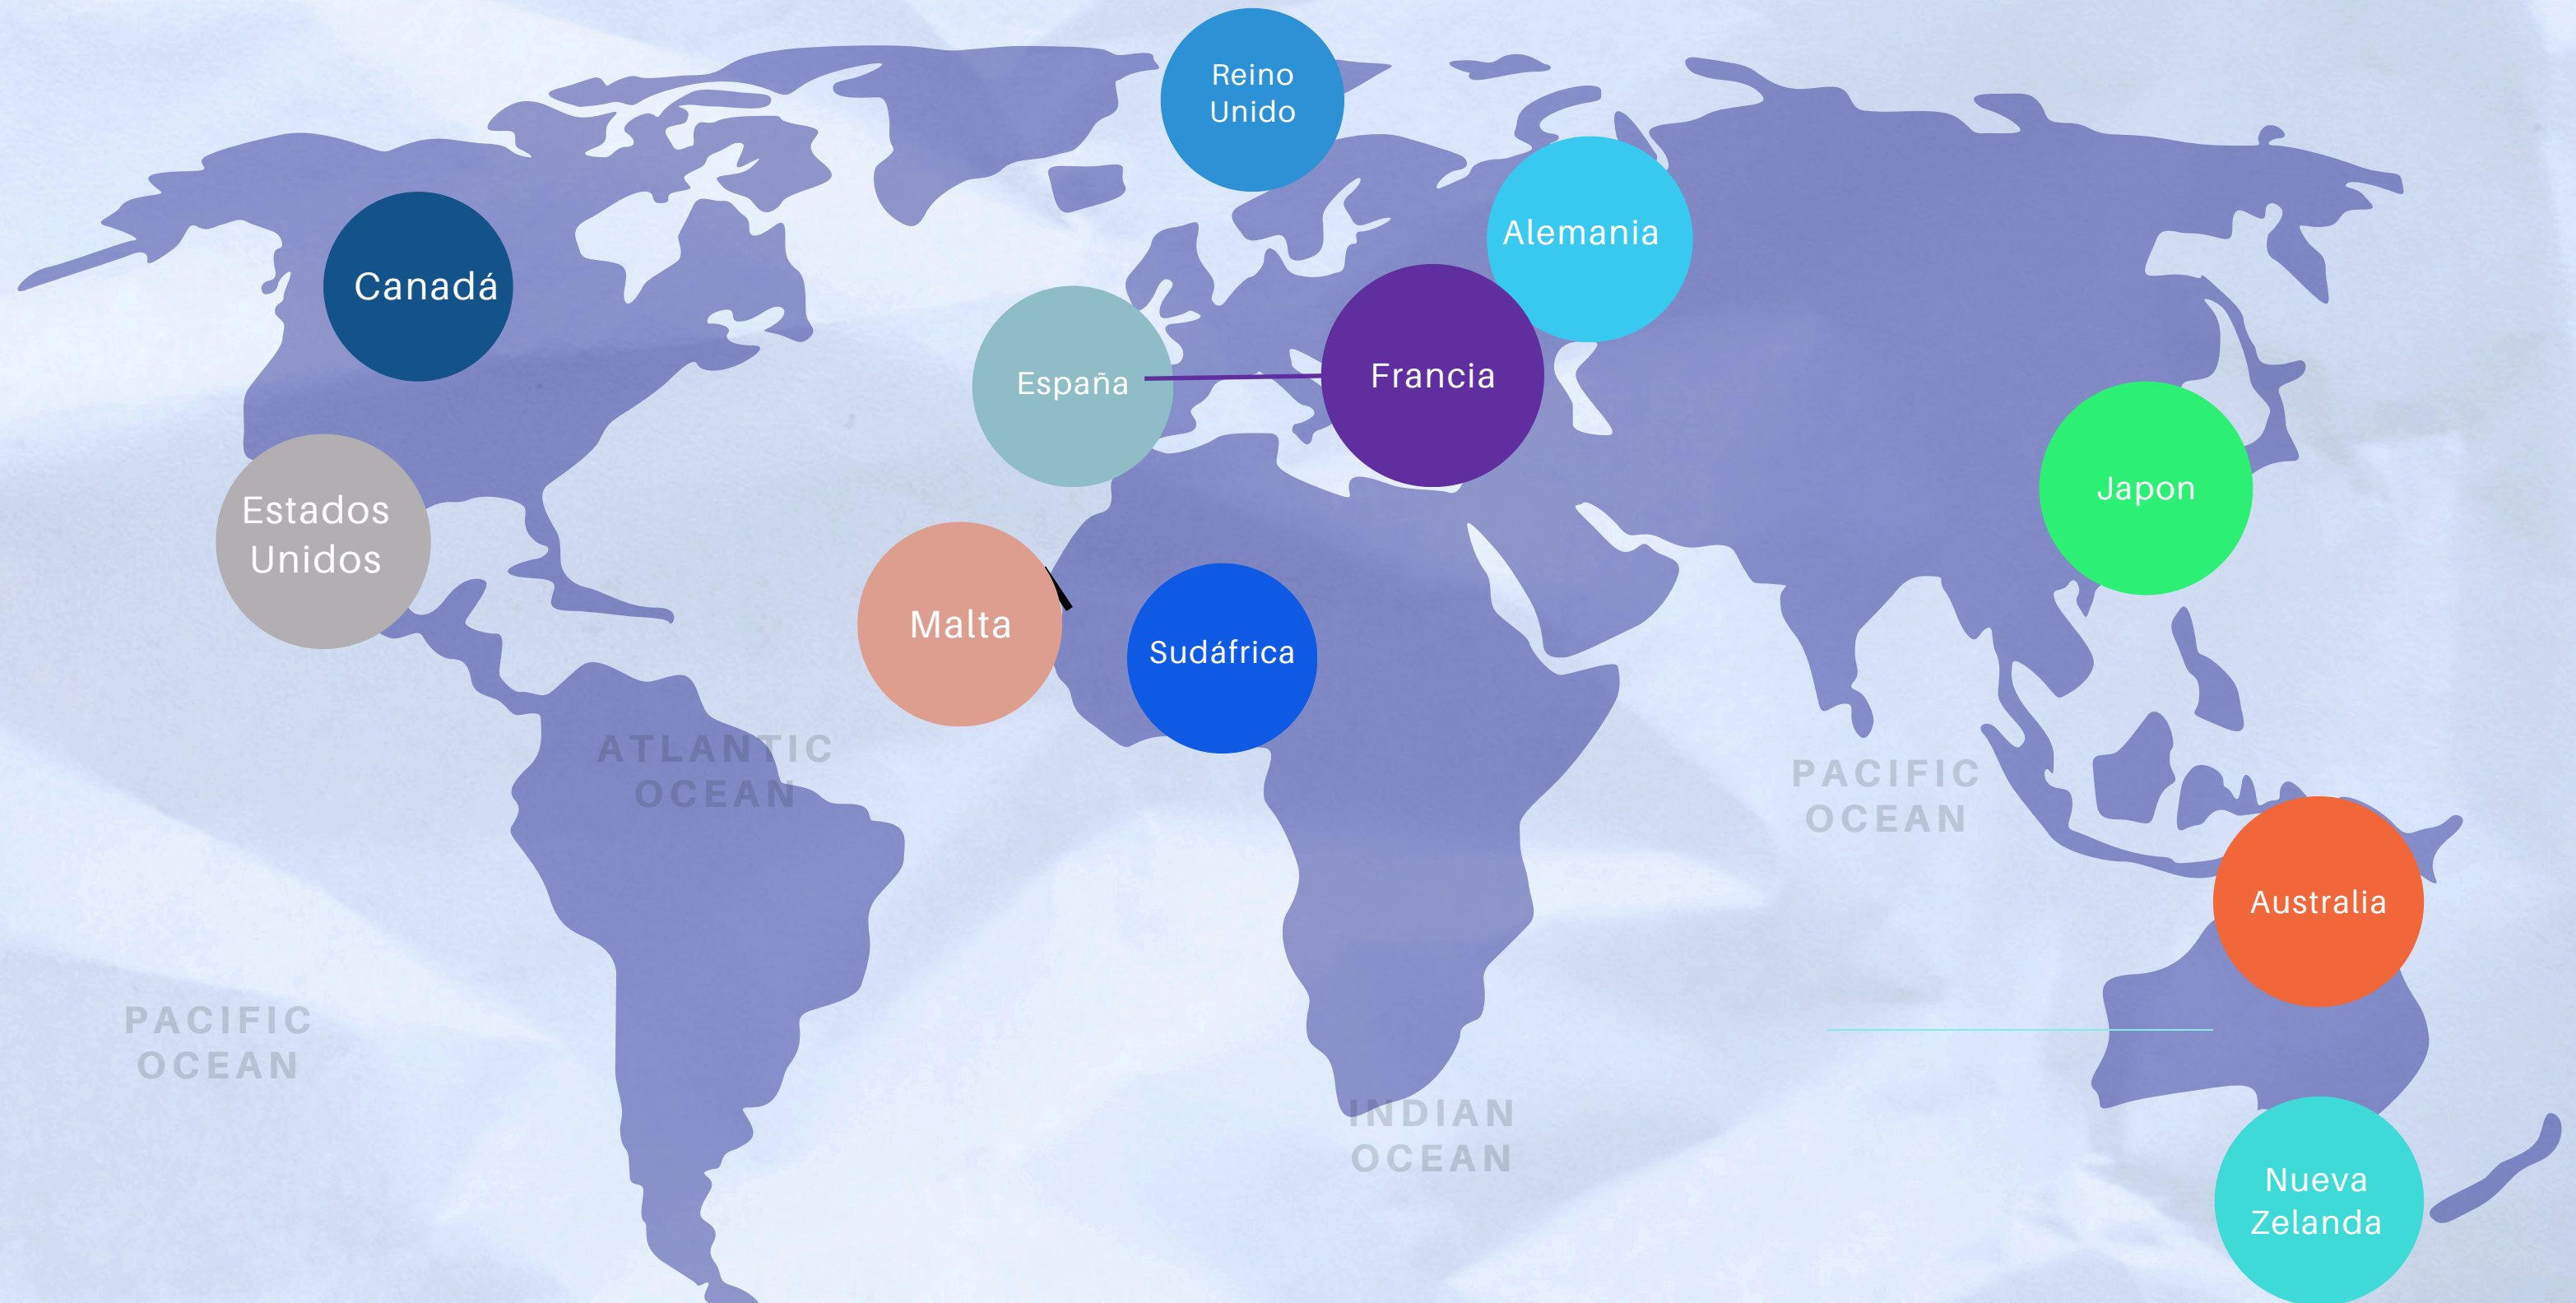 Reino
Unido
Alemania
Canadá
Francia
España
Japon
Estados
Unidos
Malta
Sudáfrica
ATLANTIC
OCEAN
PACIFIC
OCEAN
Australia
PACIFIC
OCEAN
INDIAN
OCEAN
Nueva
Zelanda